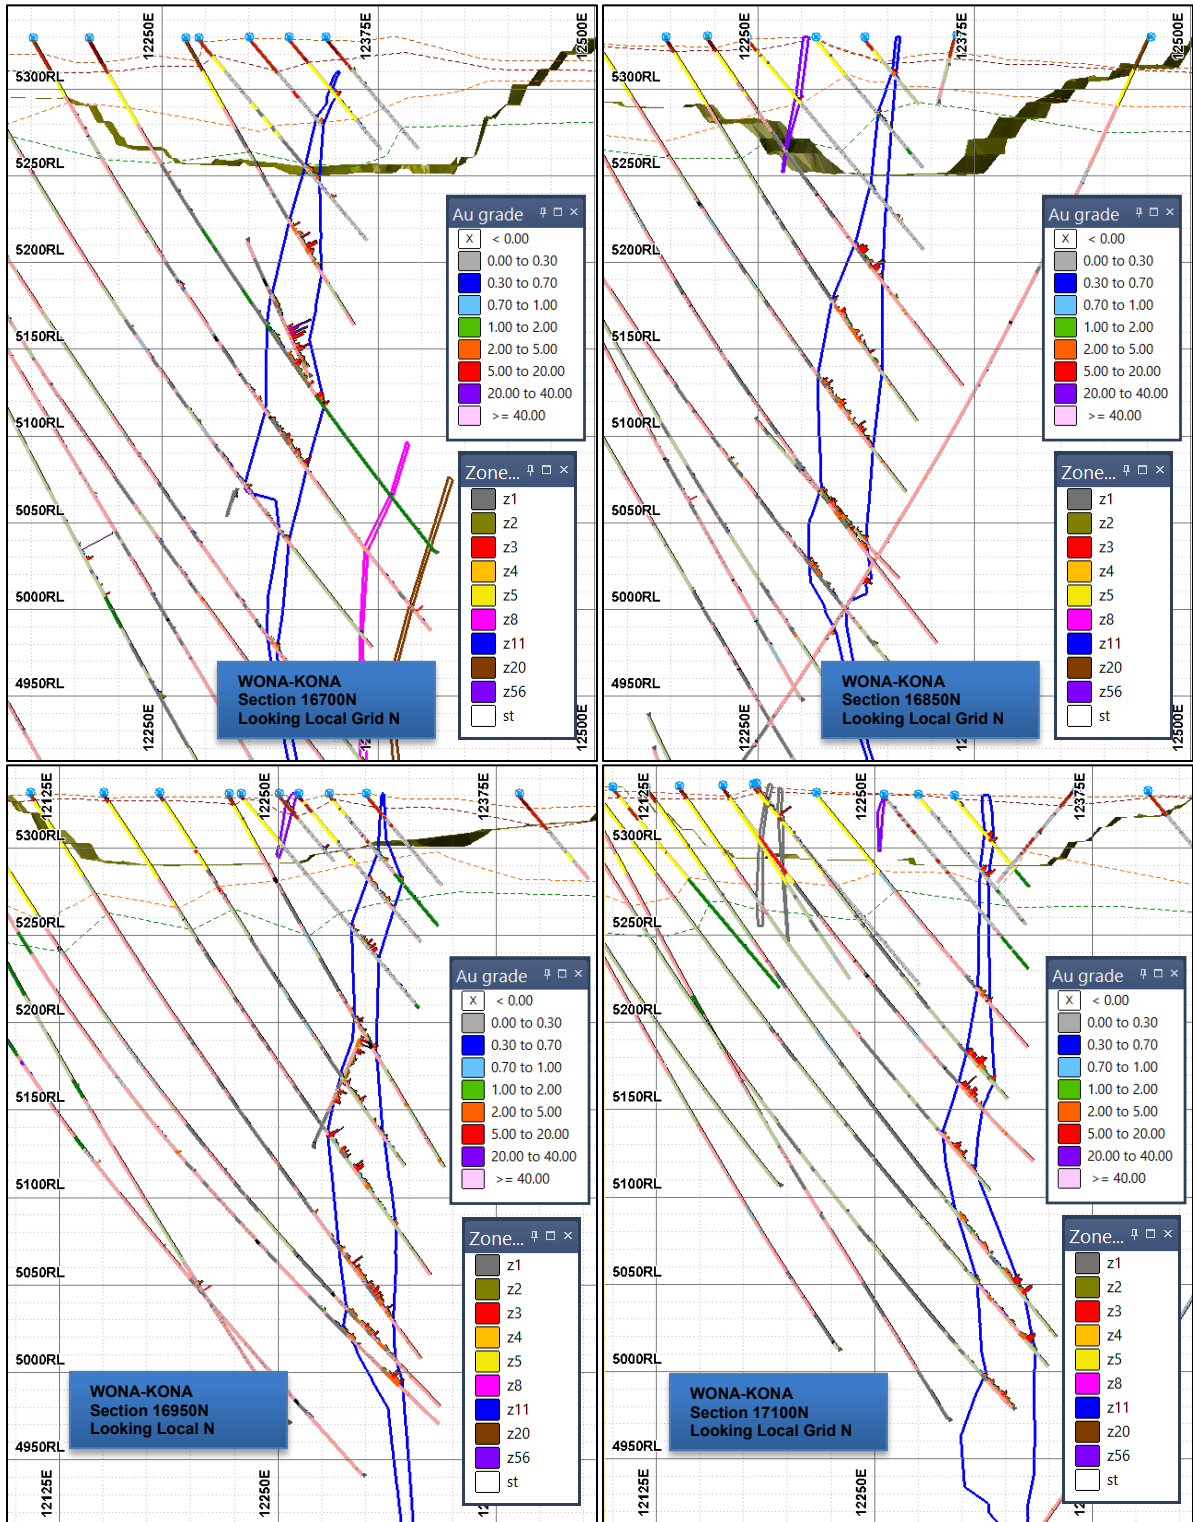 12250E
12375E
12500E
5300RL
5250RL
5200RL
5150RL
5100RL
5050RL
5000RL
4950RL
Au grade
X < 0.00
0.00 to 0.30
0.30 to 0.70
0.70 to 1.00
1.00 to 2.00
2.00 to 5.00
5.00 to 20.00
20.00 to 40.00
>= 40.00
Zone...
z1
z2
z3
z4
z5
z8
z11
z20
z56
st
WONA-KONA
Section 16700N
Looking Local Grid N
12250E
12500E
12250E
12375E
12500E
5300RL
5250RL
5200RL
5150RL
5100RL
5050RL
5000RL
4950RL
Au grade
X < 0.00
0.00 to 0.30
0.30 to 0.70
0.70 to 1.00
1.00 to 2.00
2.00 to 5.00
5.00 to 20.00
20.00 to 40.00
>= 40.00
Zone...
z1
z2
z3
z4
z5
z8
z11
z20
z56
st
WONA-KONA
Section 16850N
Looking Local Grid N
12250E
12500E
12125E
12250E
12375E
5300RL
5250RL
5200RL
5150RL
5100RL
5050RL
5000RL
4950RL
Au grade
X < 0.00
0.00 to 0.30
0.30 to 0.70
0.70 to 1.00
1.00 to 2.00
2.00 to 5.00
5.00 to 20.00
20.00 to 40.00
>= 40.00
Zone...
z1
z2
z3
z4
z5
z8
z11
z20
z56
st
WONA-KONA
Section 16950N
Looking Local N
12125E
12250E
12125E
12250E
12375E
5300RL
5250RL
5200RL
5150RL
5100RL
5050RL
5000RL
4950RL
Au grade
X < 0.00
0.00 to 0.30
0.30 to 0.70
0.70 to 1.00
1.00 to 2.00
2.00 to 5.00
5.00 to 20.00
20.00 to 40.00
>= 40.00
Zone...
z1
z2
z3
z4
z5
z8
z11
z20
z56
st
WONA-KONA
Section 17100N
Looking Local Grid N
12125E
12250E